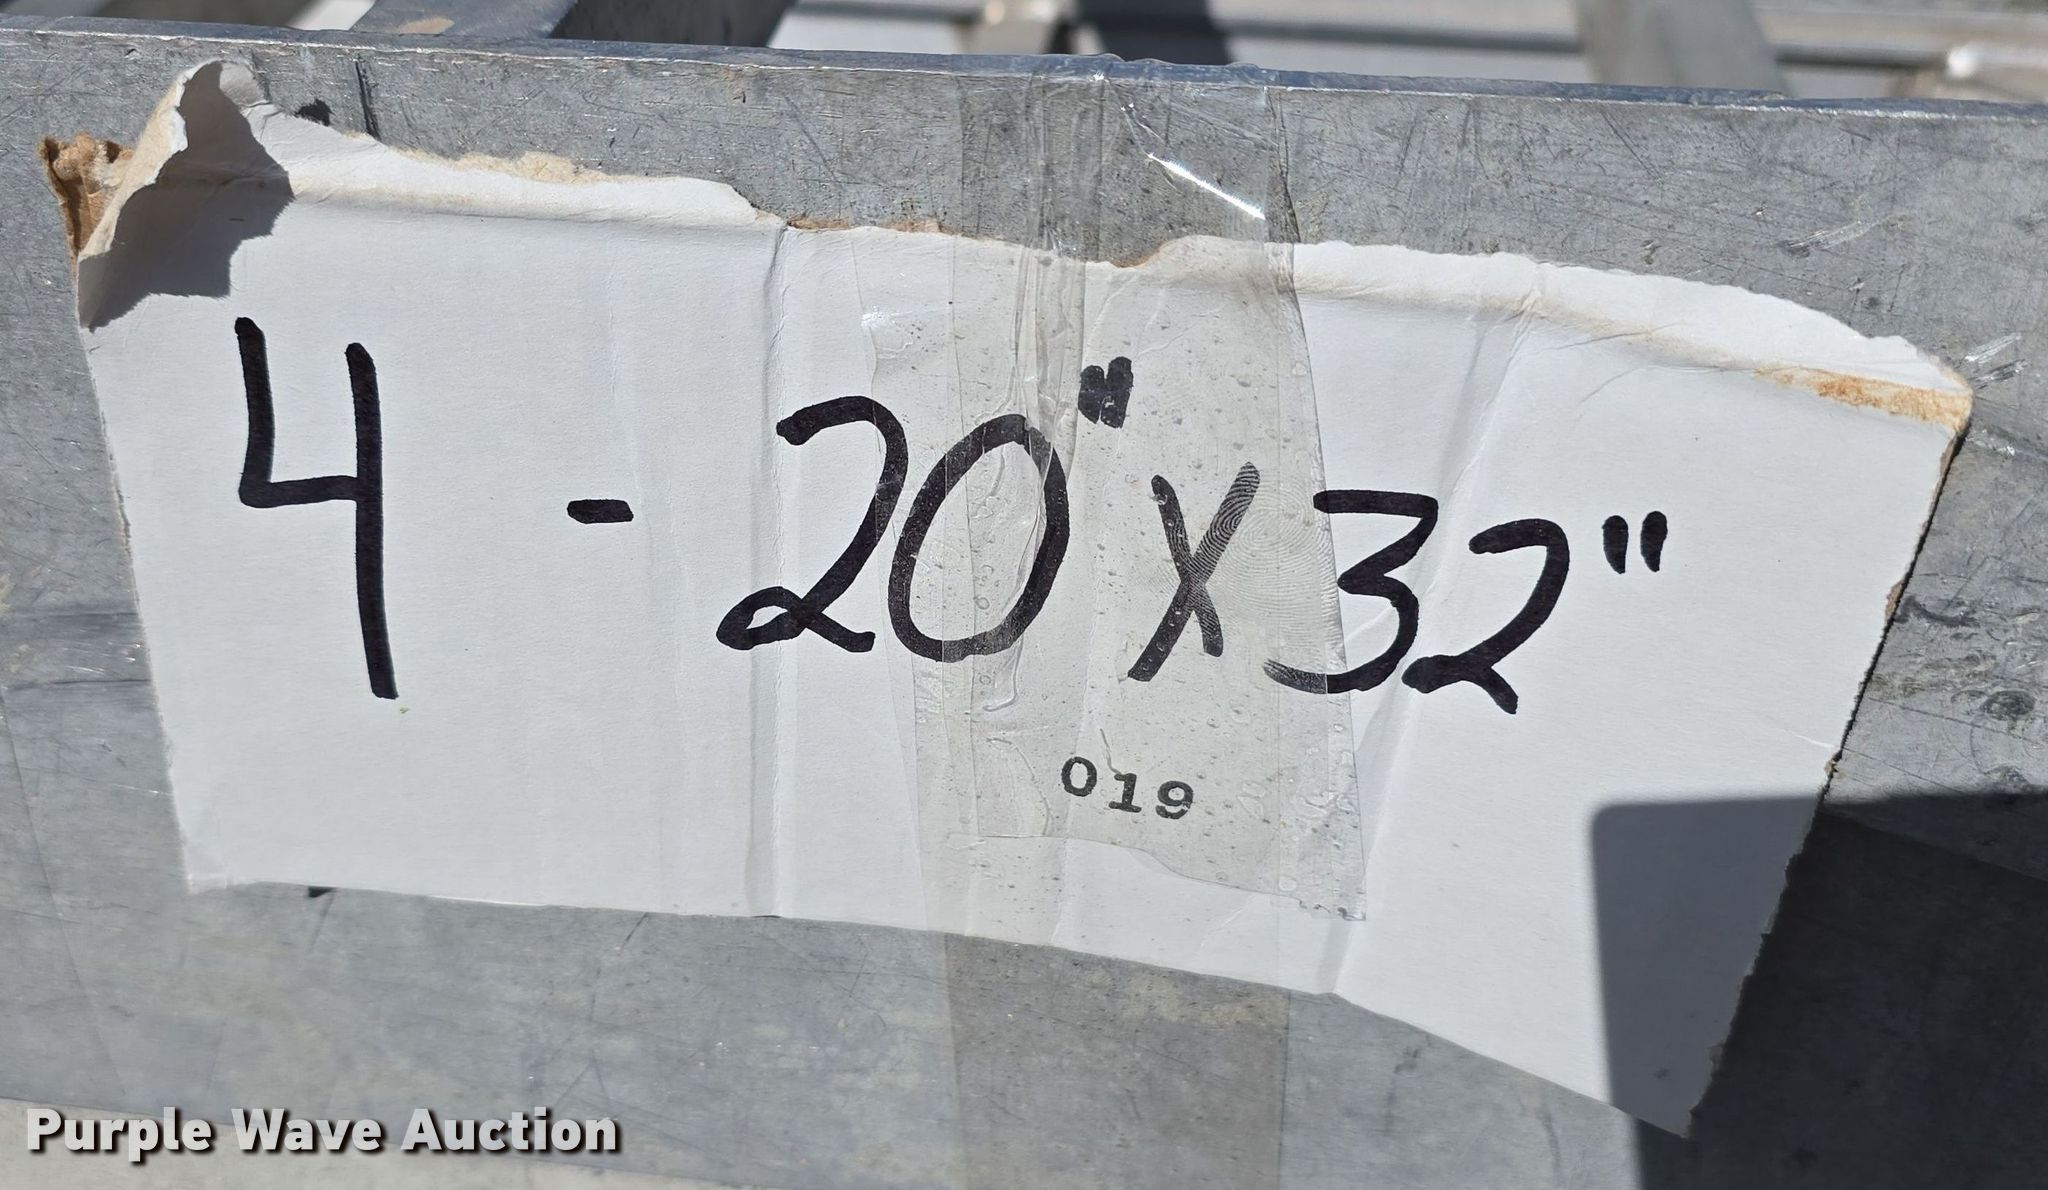 4 - 20" X 32"
019
Purple Wave Auction